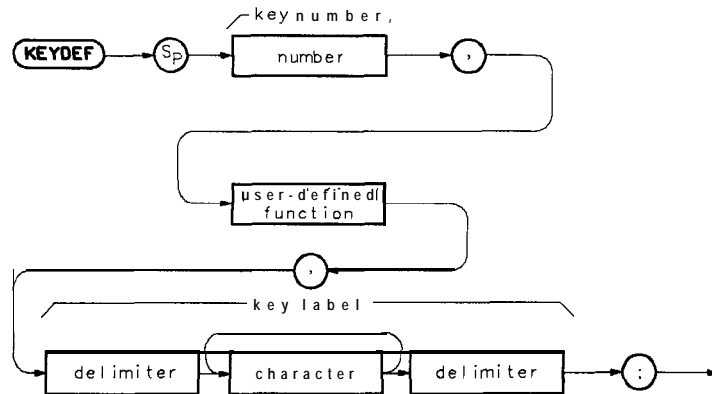 key number,
KEYDEF SP number ,
user-defined
function
,
key label
delimiter character delimiter ;